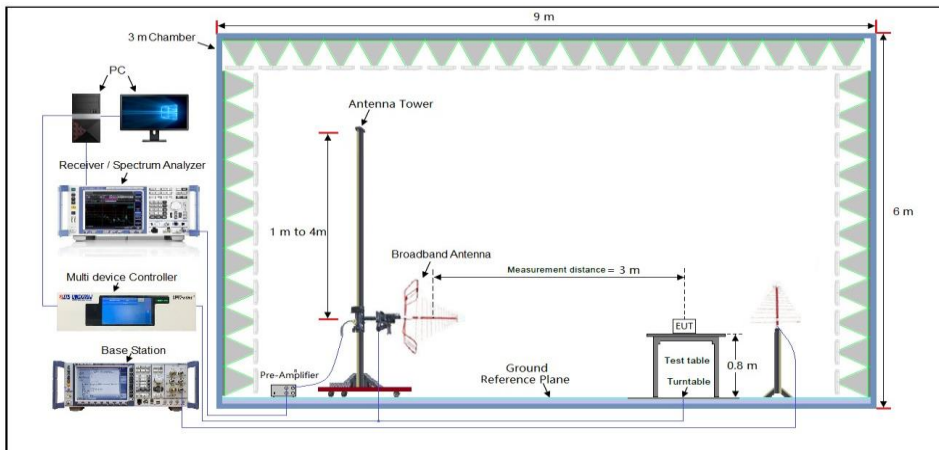 9 m
3 m Chamber
PC
Antenna Tower
Receiver / Spectrum Analyzer
1 m to 4m
6 m
Broadband Antenna
Measurement distance = 3 m
Multi device Controller
EUT
Base Station
Test table
0.8 m
Pre-Amplifier
Ground
Reference Plane
Turntable